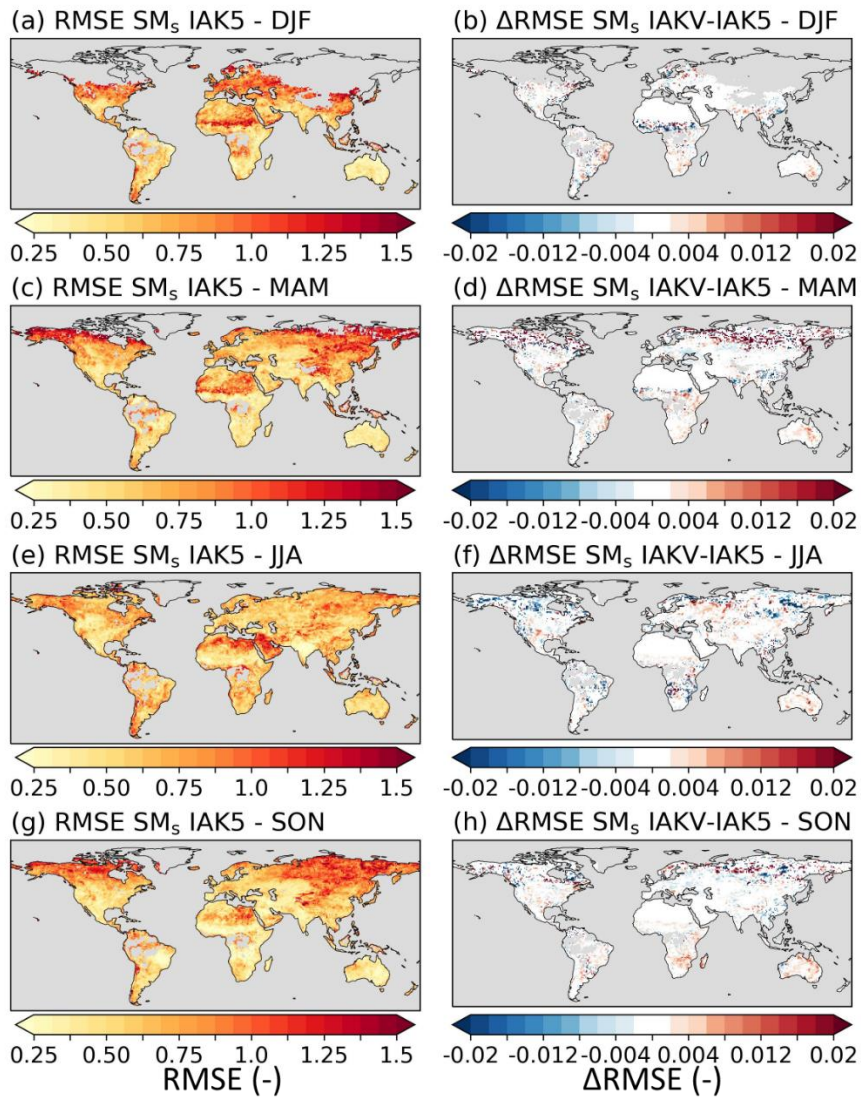 (a) RMSE SMs IAK5 - DJF
(b) ΔRMSE SMs IAKV-IAK5 - DJF
0.25 0.50 0.75 1.0 1.25 1.5
-0.02 -0.012 -0.004 0.004 0.012 0.02
(c) RMSE SMs IAK5 - MAM
(d) ΔRMSE SMs IAKV-IAK5 - MAM
0.25 0.50 0.75 1.0 1.25 1.5
-0.02 -0.012 -0.004 0.004 0.012 0.02
(e) RMSE SMs IAK5 - JJA
(f) ΔRMSE SMs IAKV-IAK5 - JJA
0.25 0.50 0.75 1.0 1.25 1.5
-0.02 -0.012 -0.004 0.004 0.012 0.02
(g) RMSE SMs IAK5 - SON
(h) ΔRMSE SMs IAKV-IAK5 - SON
0.25 0.50 0.75 1.0 1.25 1.5
-0.02 -0.012 -0.004 0.004 0.012 0.02
RMSE (-)
ΔRMSE (-)